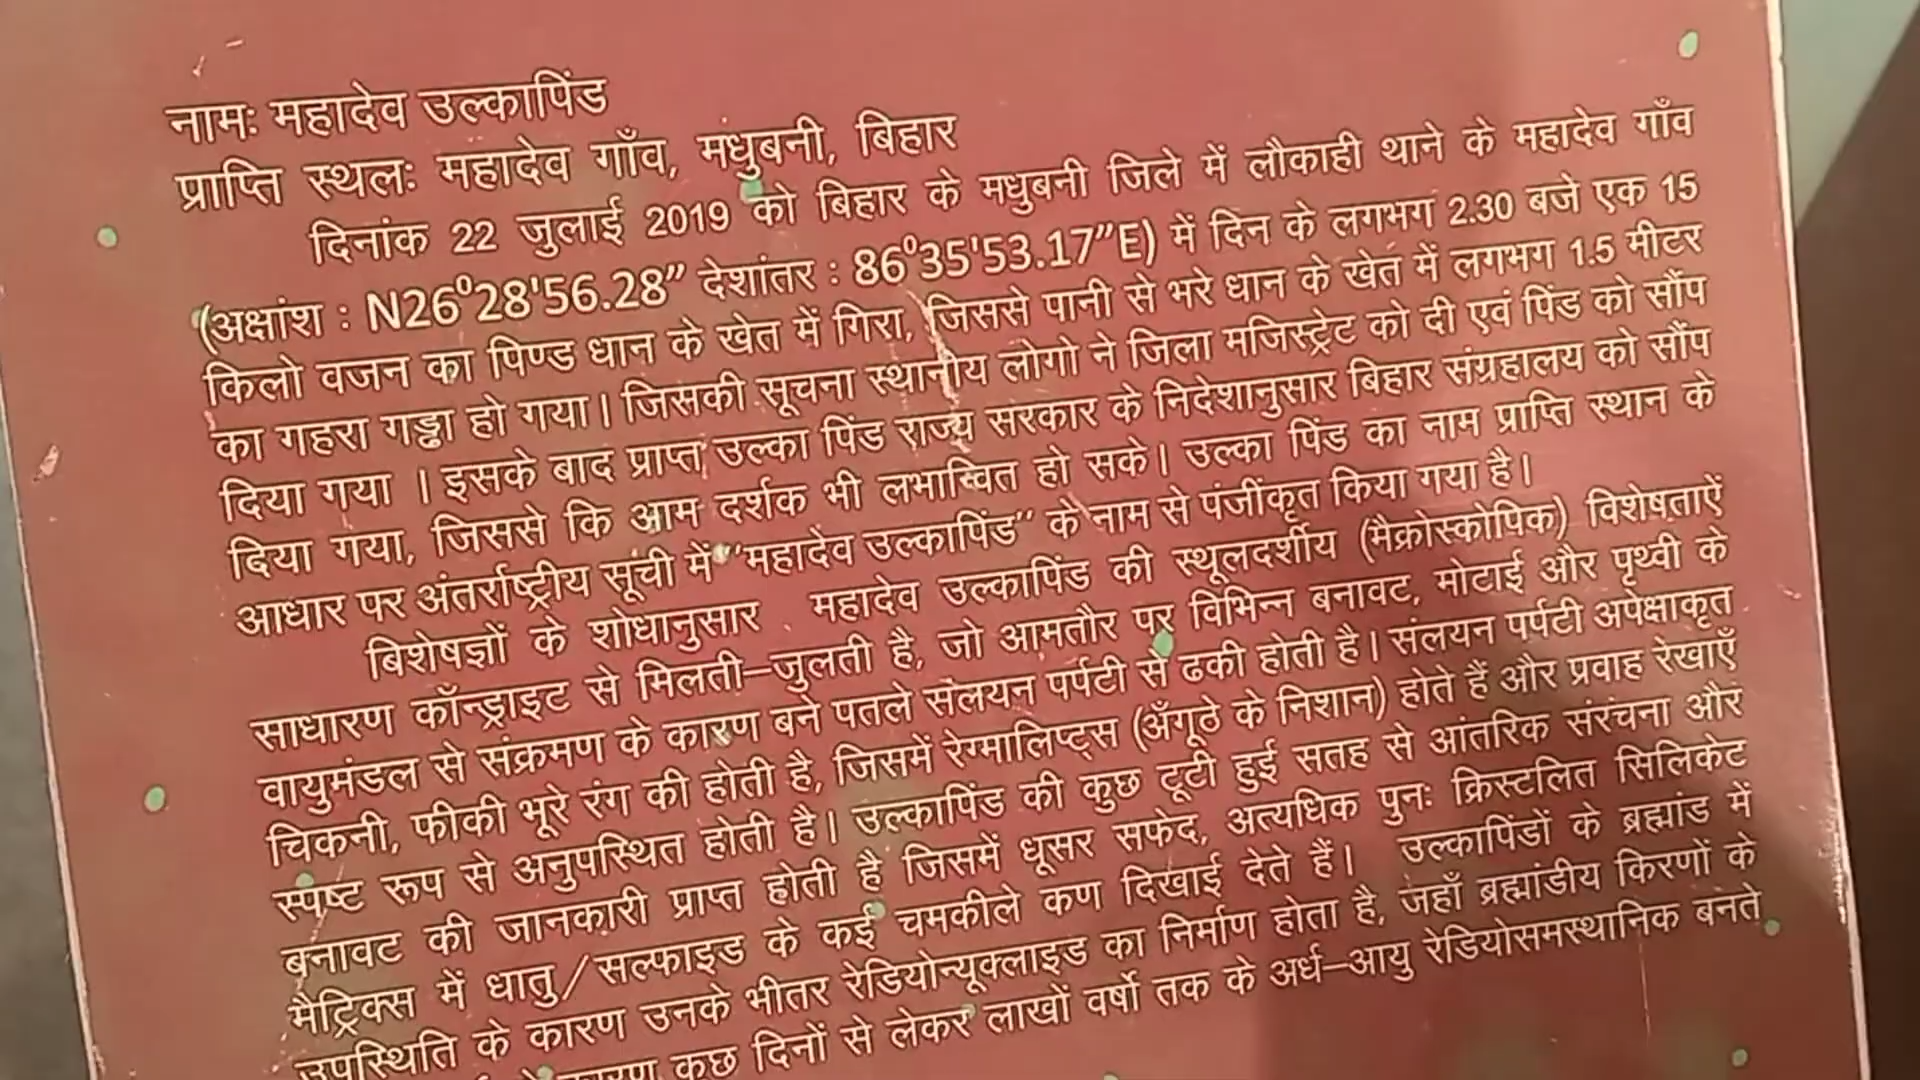 नामः महादेव उल्कापिंड
प्राप्ति स्थलः महादेव गाँव, मधुबनी, बिहार
दिनांक 22 जुलाई 2019 को बिहार के मधुबनी जिले में लौकाही थाने के महादेव गाँव
(अक्षांश : N26⁰28'56.28” देशांतर : 86⁰35'53.17”E) में दिन के लगभग 2.30 बजे एक 15
किलो वजन का पिण्ड धान के खेत में गिरा, जिससे पानी से भरे धान के खेत में लगभग 1.5 मीटर
का गहरा गड्ढा हो गया। जिसकी सूचना स्थानीय लोगो ने जिला मजिस्ट्रेट को दी एवं पिंड को सौंप
दिया गया । इसके बाद प्राप्त उल्का पिंड राज्य सरकार के निदेशानुसार बिहार संग्रहालय को सौंप
दिया गया, जिससे कि आम दर्शक भी लभान्वित हो सके। उल्का पिंड का नाम प्राप्ति स्थान के
आधार पर अंतर्राष्ट्रीय सूची में “महादेव उल्कापिंड” के नाम से पंजींकृत किया गया है।
बिशेषज्ञों के शोधानुसार महादेव उल्कापिंड की स्थूलदर्शीय (मैक्रोस्कोपिक) विशेषताऐं
साधारण कॉन्ड्राइट से मिलती–जुलती है, जो आमतौर पर विभिन्न बनावट, मोटाई और पृथ्वी के
वायुमंडल से संक्रमण के कारण बने पतले संलयन पर्पटी से ढकी होती है। संलयन पर्पटी अपेक्षाकृत
चिकनी, फीकी भूरे रंग की होती है, जिसमें रेग्मालिप्ट्स (अँगूठे के निशान) होते हैं और प्रवाह रेखाएँ
स्पष्ट रूप से अनुपस्थित होती है। उल्कापिंड की कुछ टूटी हुई सतह से आंतरिक संरंचना और
बनावट की जानकारी प्राप्त होती है जिसमें धूसर सफेद, अत्यधिक पुनः क्रिस्टलित सिलिकेट
मैट्रिक्स में धातु/सल्फाइड के कई चमकीले कण दिखाई देते हैं। उल्कापिंडों के ब्रह्मांड में
उपस्थिति के कारण उनके भीतर रेडियोन्यूक्लाइड का निर्माण होता है, जहाँ ब्रह्मांडीय किरणों के
कारण कुछ दिनों से लेकर लाखों वर्षो तक के अर्ध–आयु रेडियोसमस्थानिक बनते